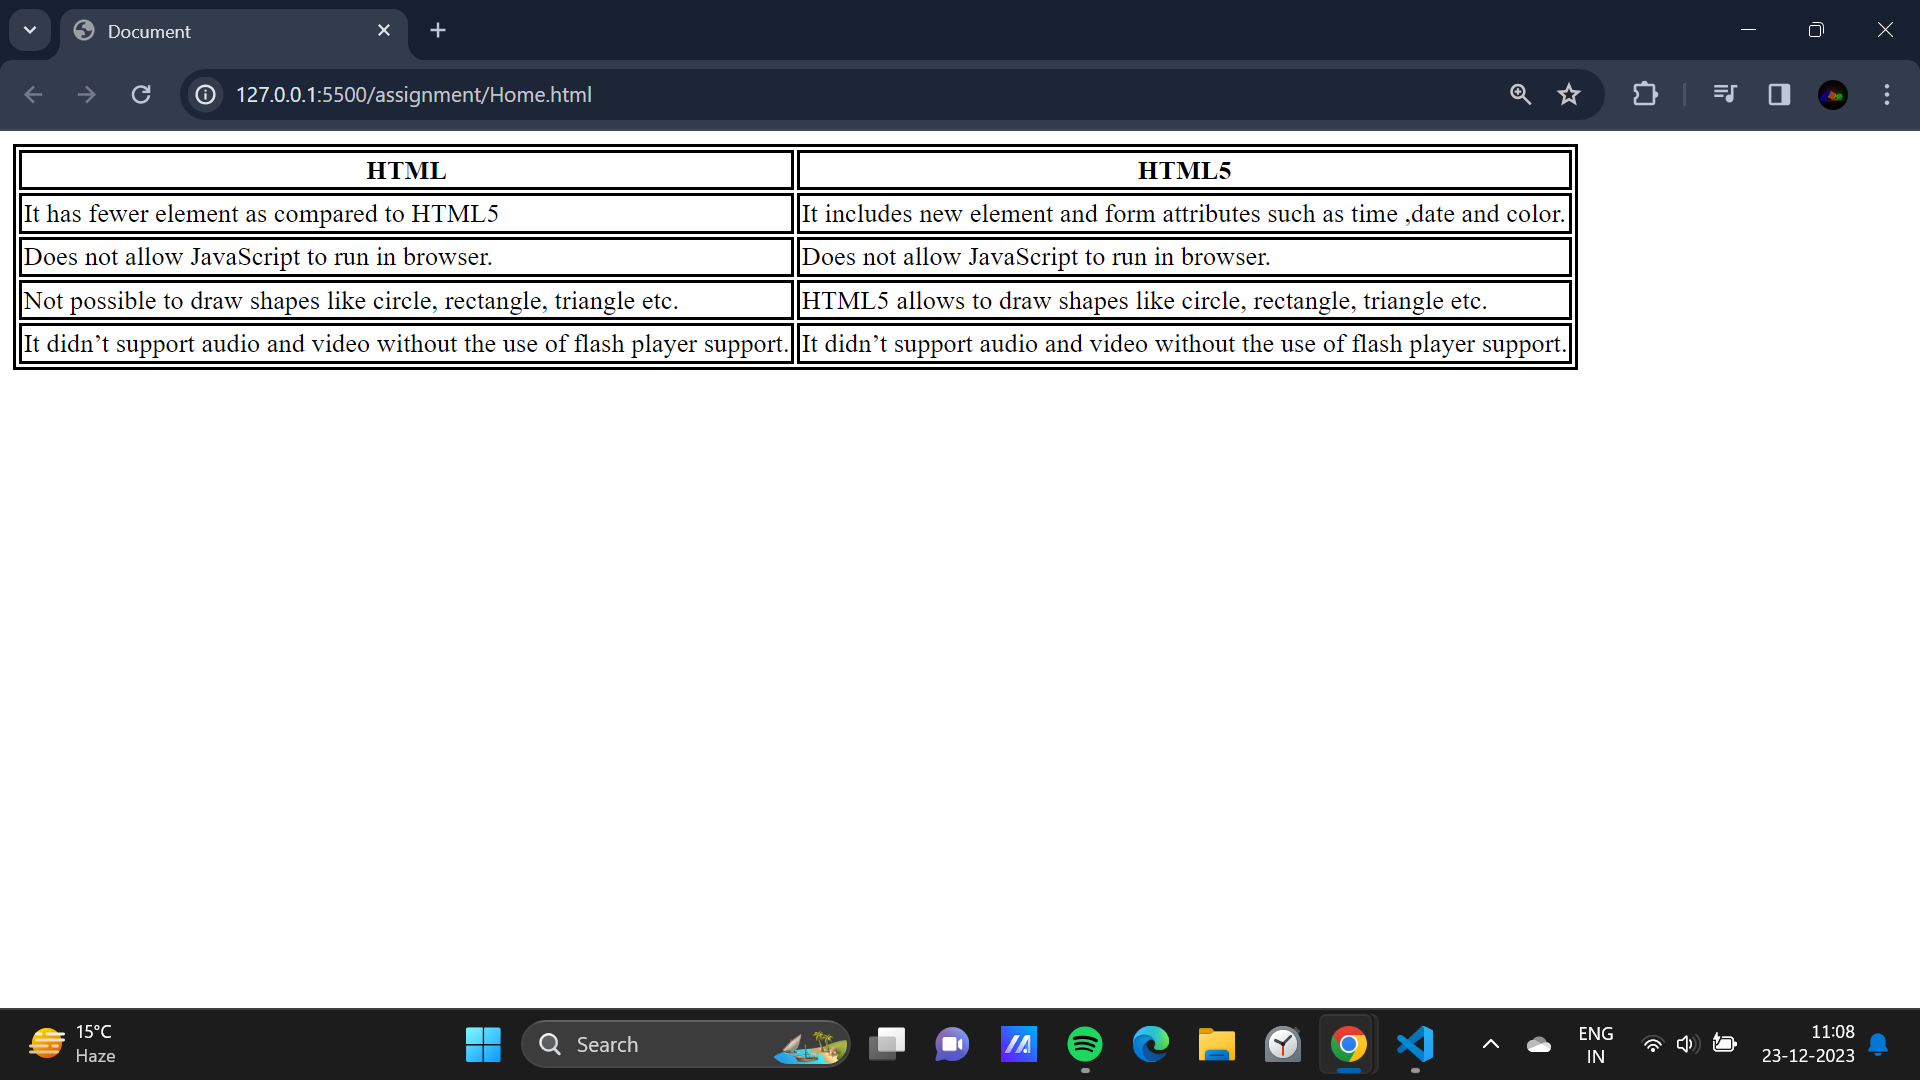 Document
127.0.0.1:5500/assignment/Home.html
HTML HTML5
It has fewer element as compared to HTML5 It includes new element and form attributes such as time ,date and color.
Does not allow JavaScript to run in browser. Does not allow JavaScript to run in browser.
Not possible to draw shapes like circle, rectangle, triangle etc. HTML5 allows to draw shapes like circle, rectangle, triangle etc.
It didn’t support audio and video without the use of flash player support. It didn’t support audio and video without the use of flash player support.
15°C
Haze
Search
ENG
IN
11:08
23-12-2023